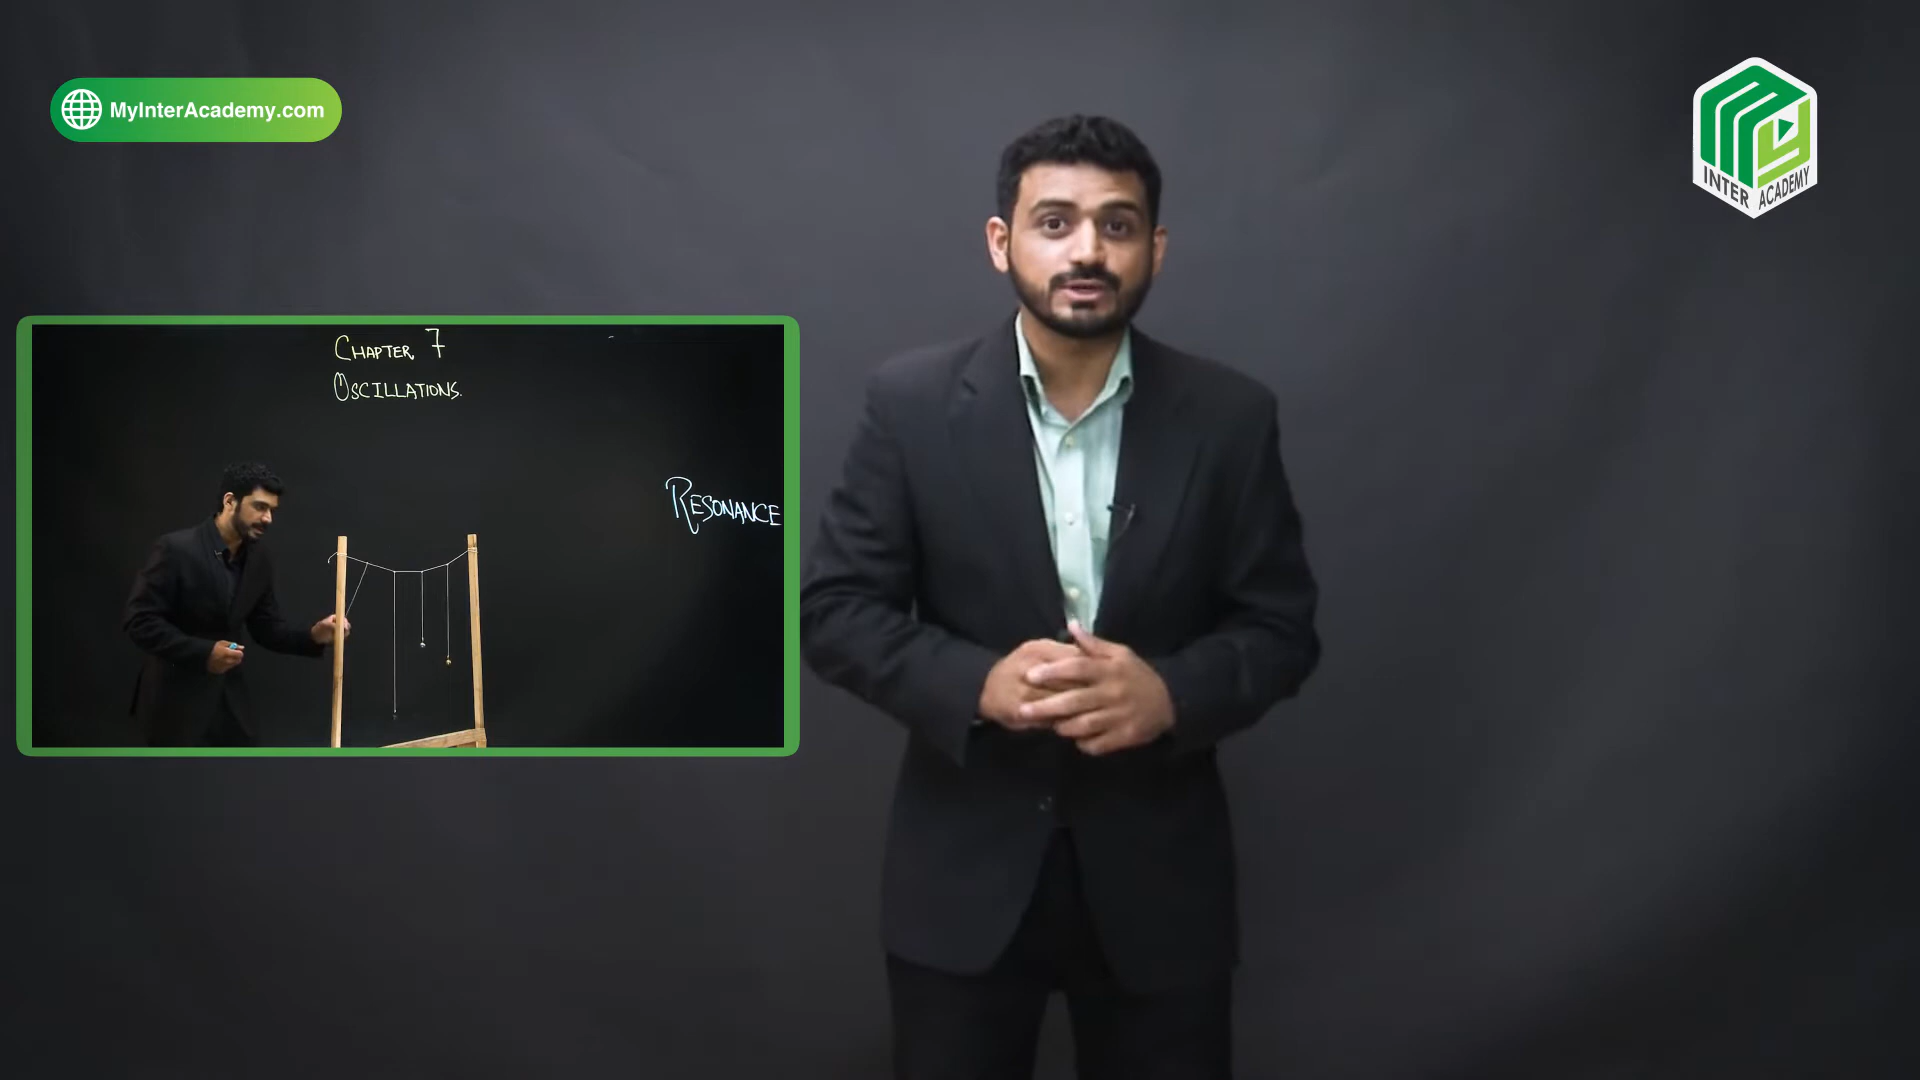 MyInterAcademy.com
INTER ACADEMY
CHAPTER 7
OSCILLATIONS.
RESONANCE